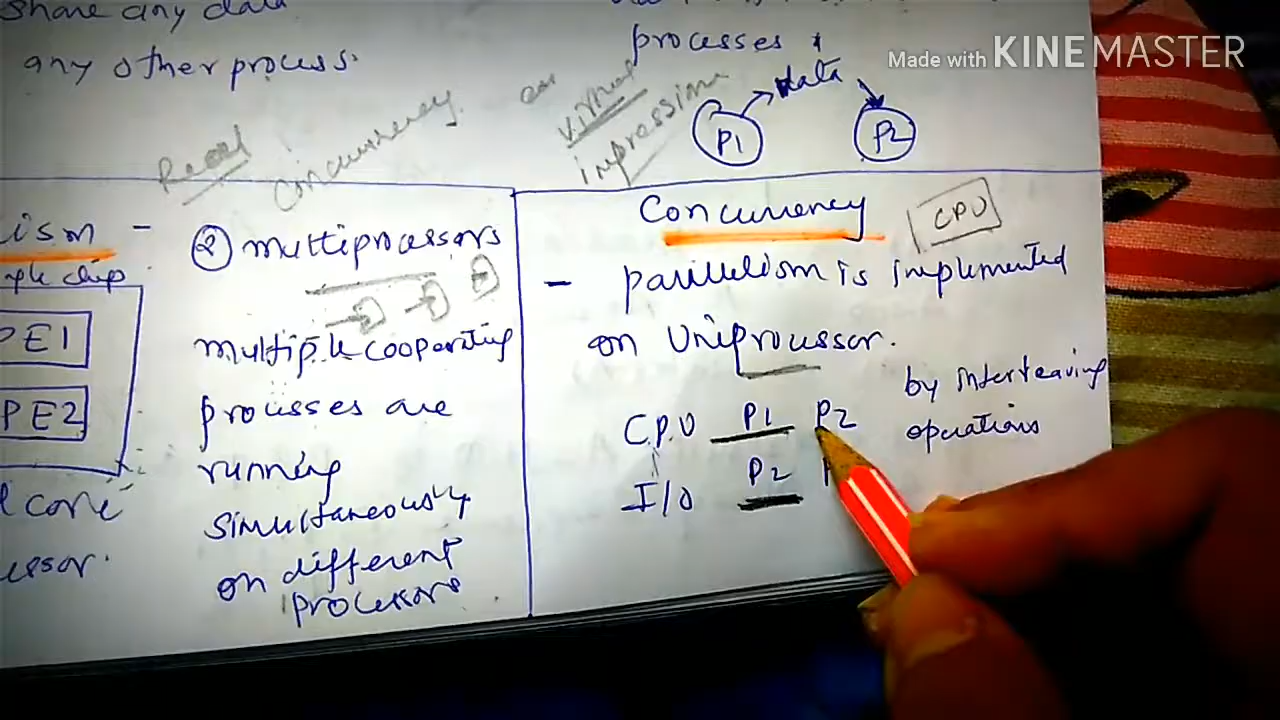 share any data
any other process.
processes
Made with KINEMASTER
data
P1
P2
Real
concurrency
or
virtual
impression
ism -
ple chip
PE1
PE2
core
essor.
② multiprocessors
multiple cooperating
processes are
running
simultaneously
on different
processors
Concurrency
CPU
- parallelism is implemented
on Uniprocessor.
by interleaving
operations
CPU P1 P2
I/O P2